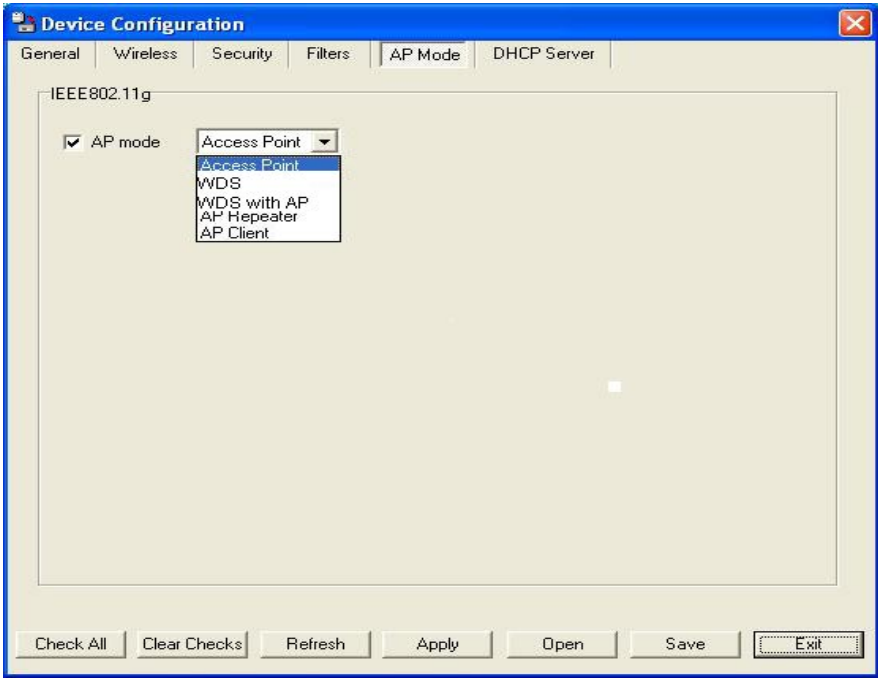 Device Configuration
General Wireless Security Filters AP Mode DHCP Server
IEEE802.11g
AP mode Access Point
Access Point
WDS
WDS with AP
AP Repeater
AP Client
Check All Clear Checks Refresh Apply Open Save Exit